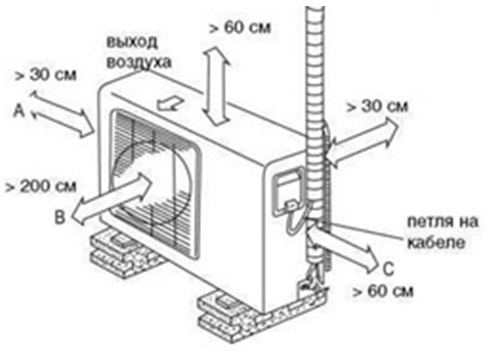 > 60 см
выход
воздуха
> 30 см
А
> 30 см
> 200 см
В
петля на
кабеле
С
> 60 см